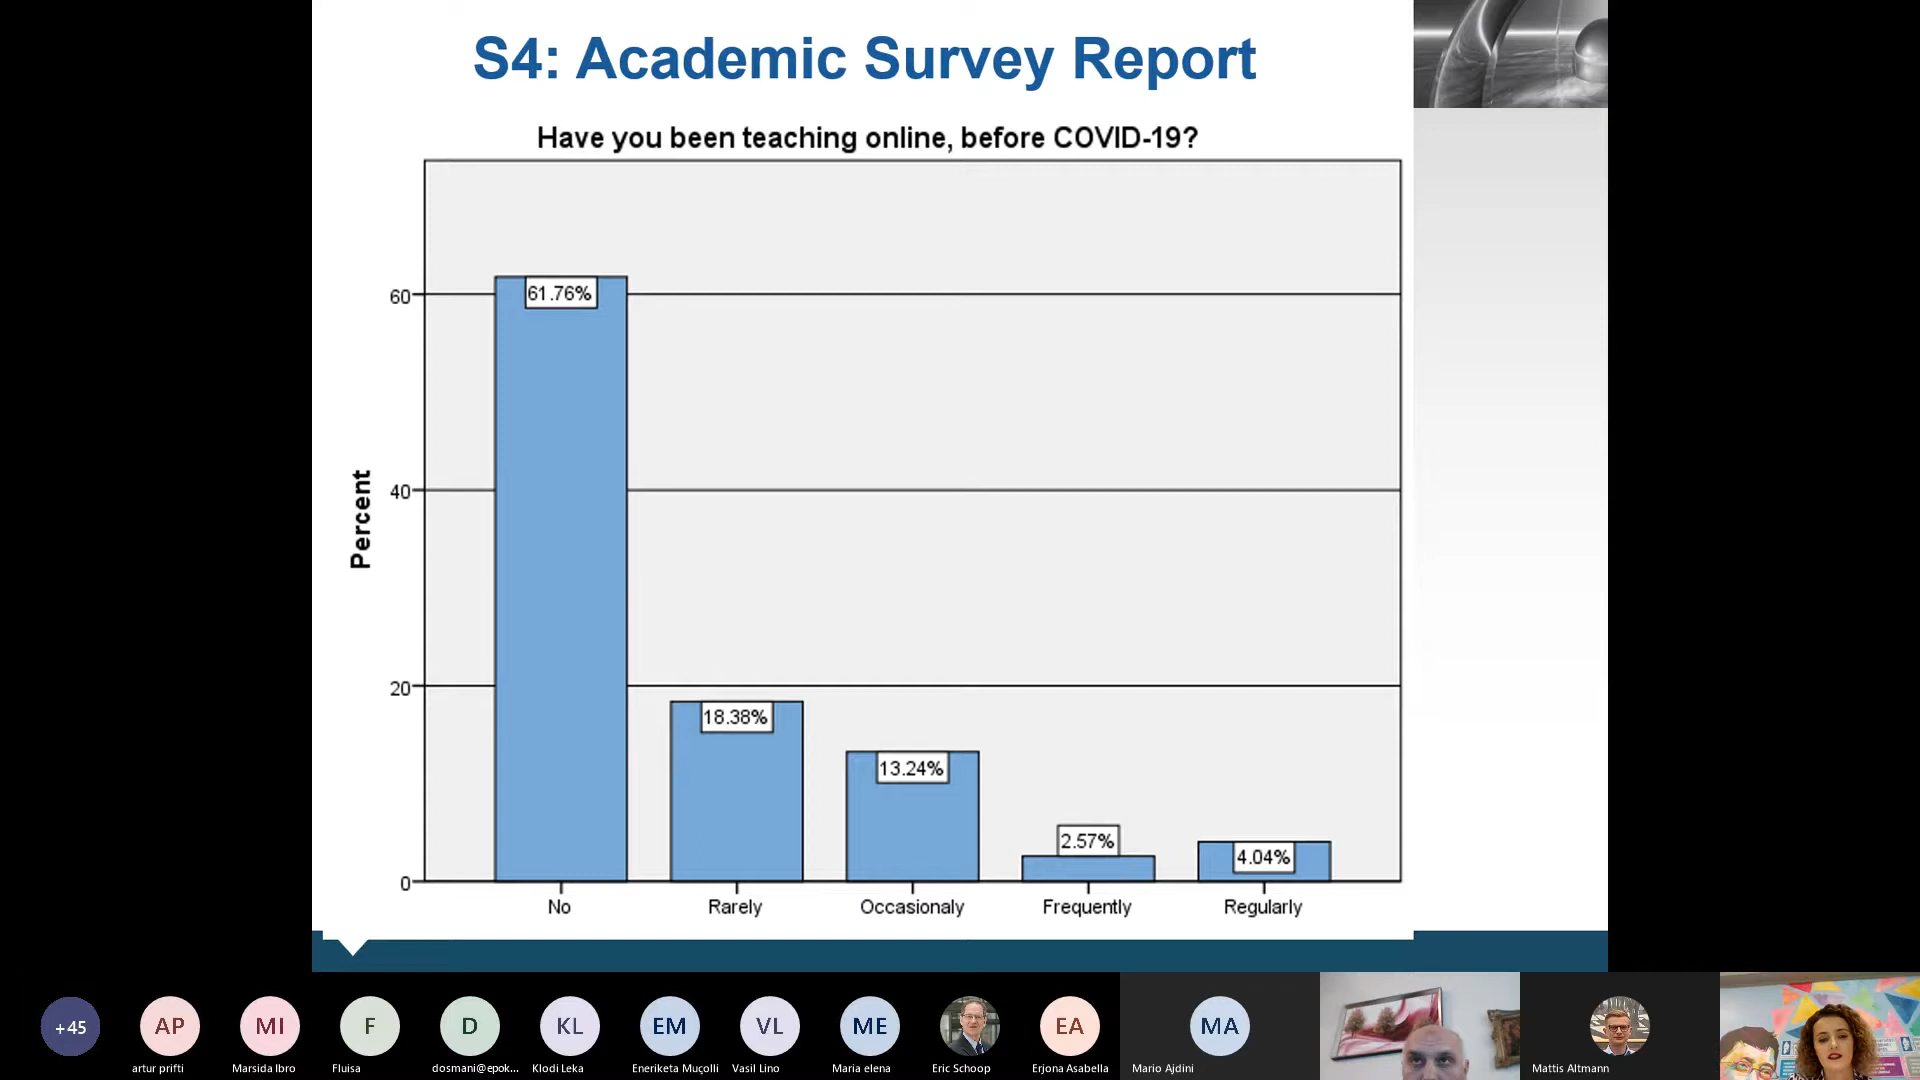 S4: Academic Survey Report
Have you been teaching online, before COVID-19?
Percent
60
40
20
0
61.76%
18.38%
13.24%
2.57%
4.04%
No
Rarely
Occasionaly
Frequently
Regularly
+45
AP
MI
F
D
KL
EM
VL
ME
EA
MA
artur prifti
Marsida Ibro
Fluisa
dosmani@epok...
Klodi Leka
Eneriketa Muçolli
Vasil Lino
Maria elena
Eric Schoop
Erjona Asabella
Mario Ajdini
Mattis Altmann